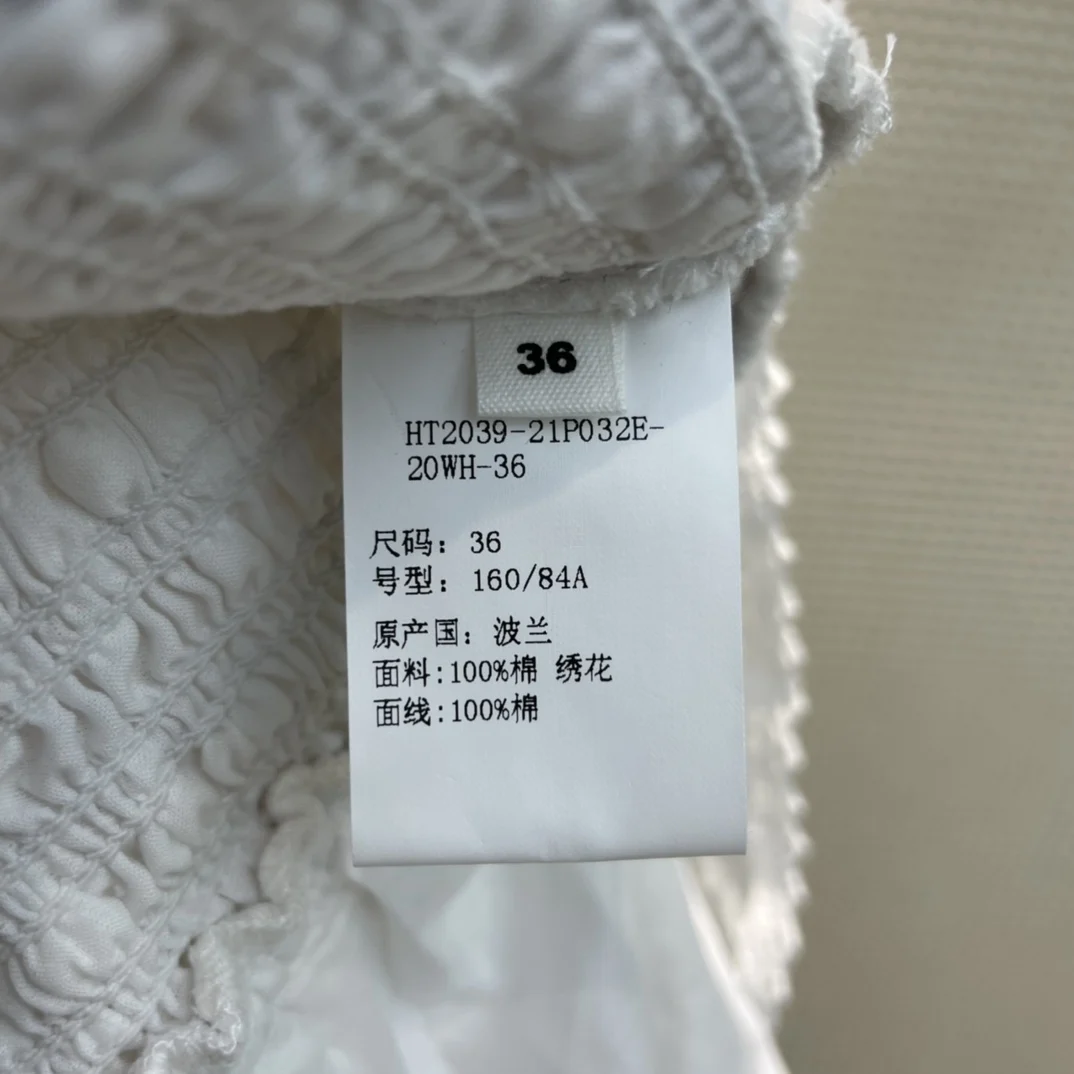 36
HT2039-21P032E-
20WH-36
尺码: 36
号型: 160/84A
原产国: 波兰
面料:100%棉 绣花
面线:100%棉